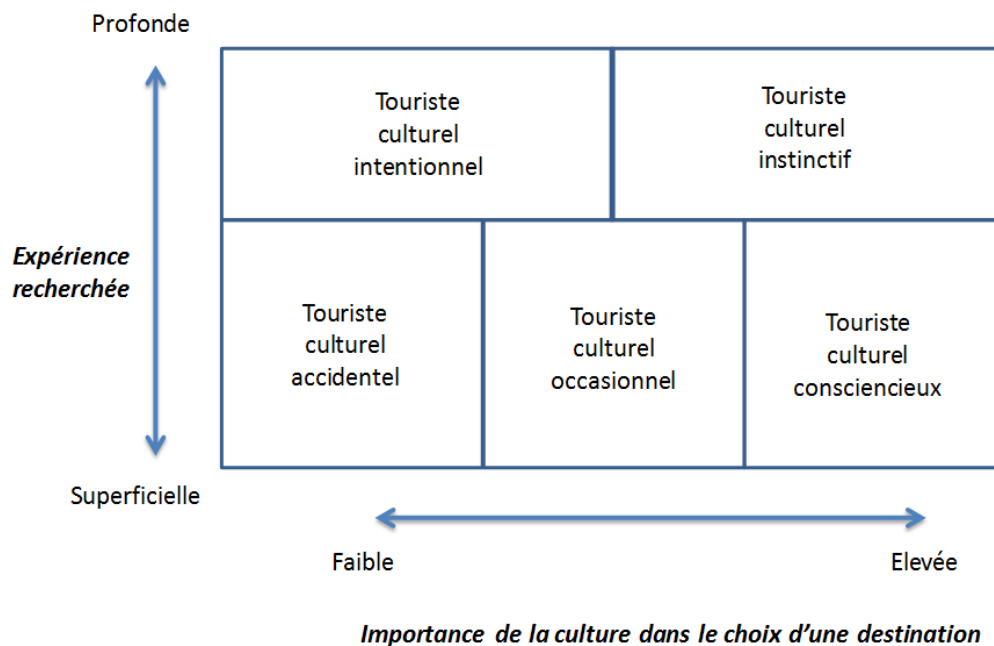 Profonde
Touriste
culturel
intentionnel
Touriste
culturel
instinctif
Expérience
recherchée
Touriste
culturel
accidentel
Touriste
culturel
occasionnel
Touriste
culturel
consciencieux
Superficielle
Faible
Elevée
Importance de la culture dans le choix d’une destination